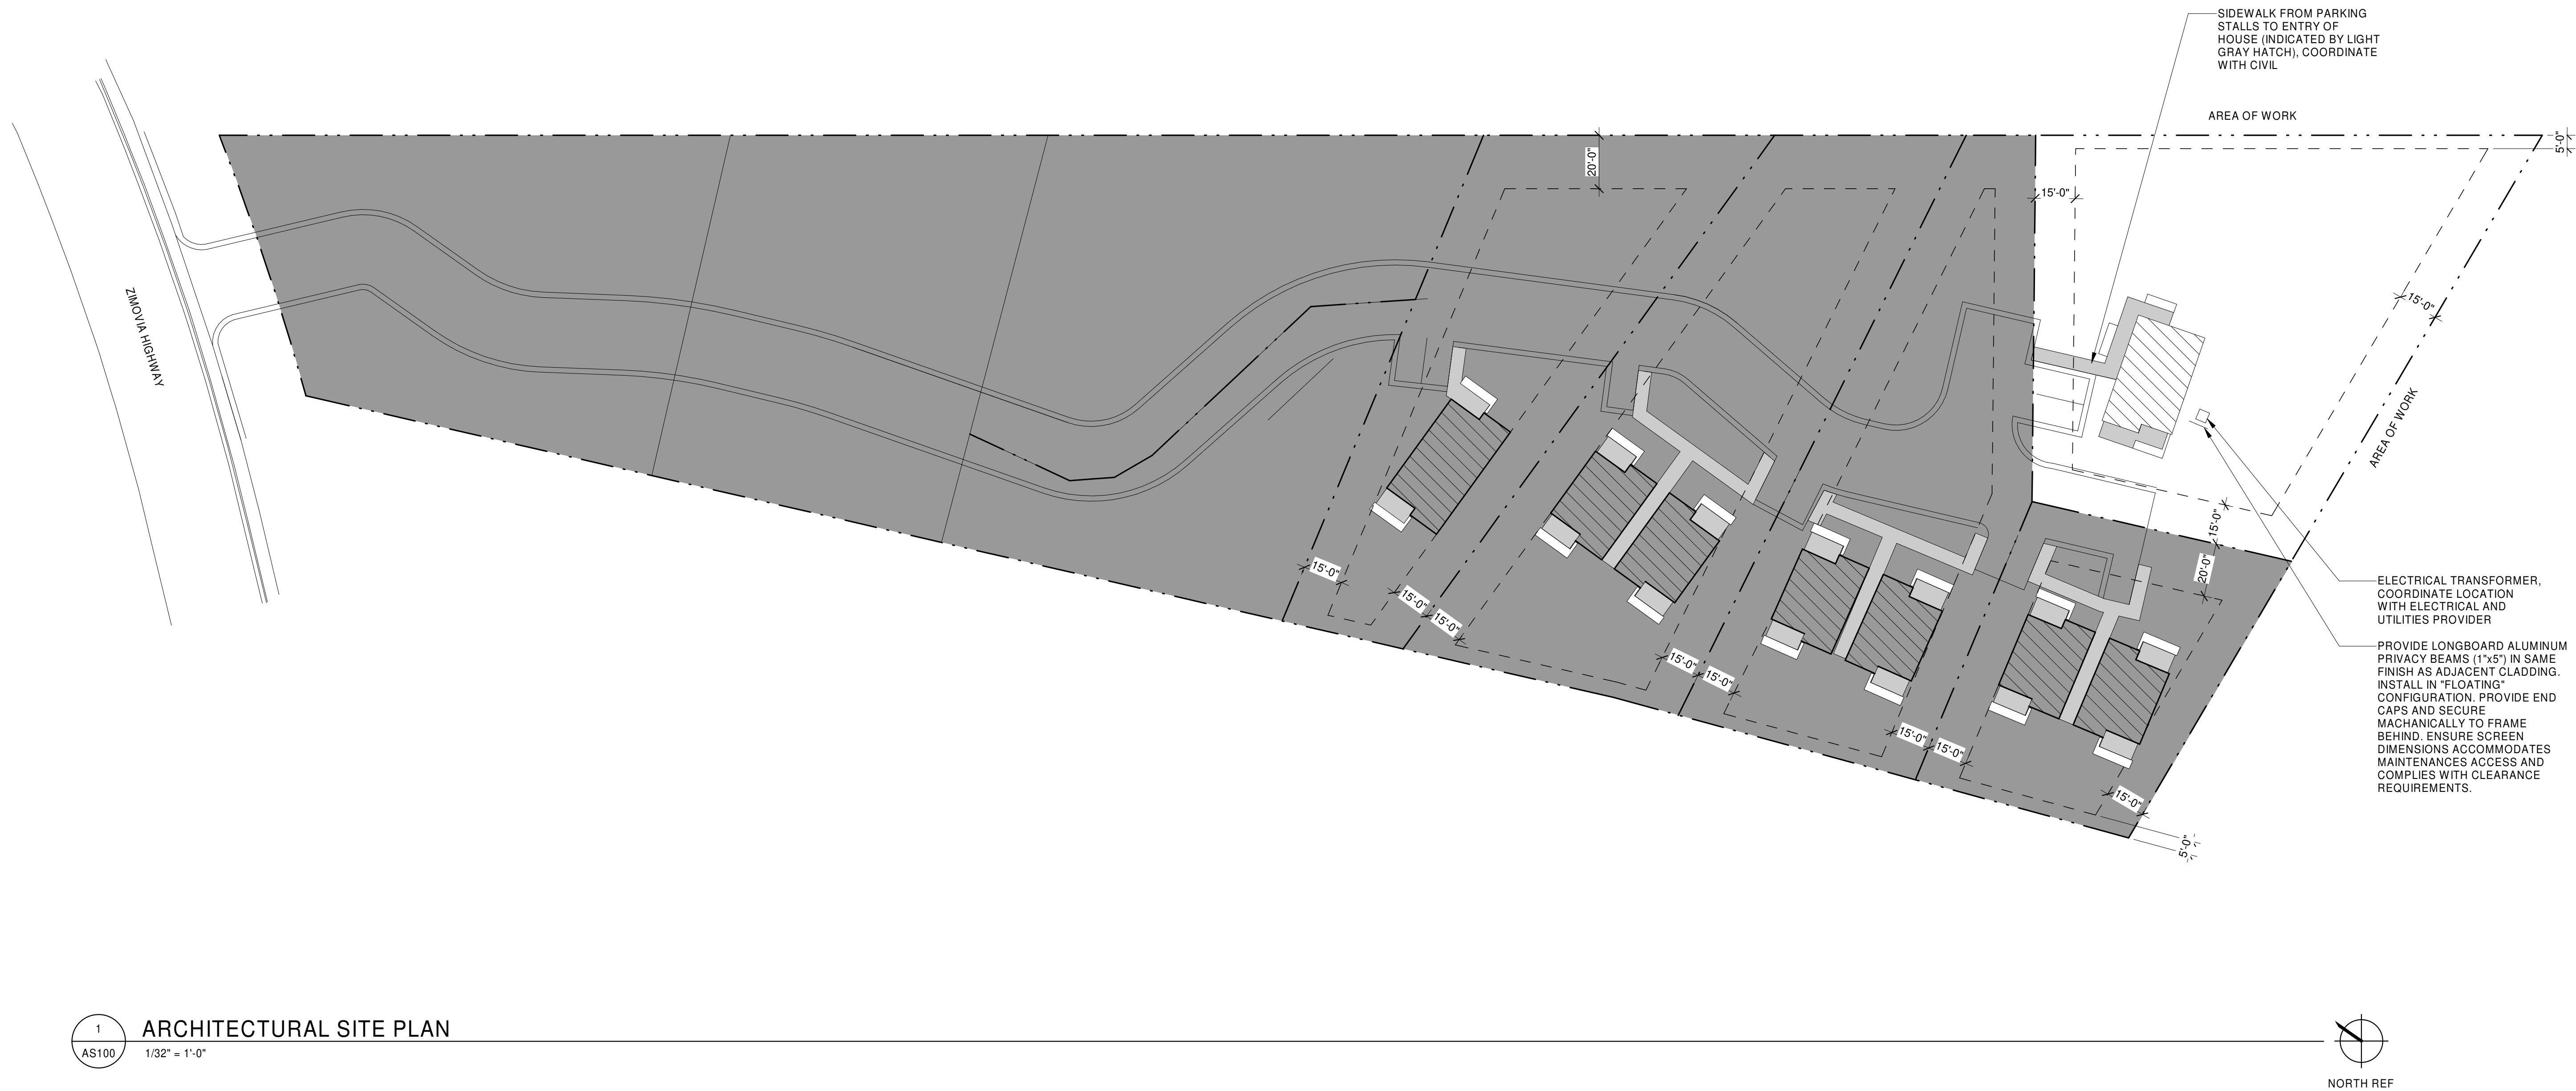 SIDEWALK FROM PARKING
STALLS TO ENTRY OF
HOUSE (INDICATED BY LIGHT
GRAY HATCH), COORDINATE
WITH CIVIL
AREA OF WORK
5'-0"
20'-0"
15'-0"
ZIMOVIA HIGHWAY
15'-0"
AREA OF WORK
15'-0"
20'-0"
15'-0"
15'-0"
15'-0"
15'-0"
15'-0"
15'-0"
15'-0"
15'-0"
5'-0"
ELECTRICAL TRANSFORMER,
COORDINATE LOCATION
WITH ELECTRICAL AND
UTILITIES PROVIDER
PROVIDE LONGBOARD ALUMINUM
PRIVACY BEAMS (1"x5") IN SAME
FINISH AS ADJACENT CLADDING.
INSTALL IN "FLOATING"
CONFIGURATION. PROVIDE END
CAPS AND SECURE
MACHANICALLY TO FRAME
BEHIND. ENSURE SCREEN
DIMENSIONS ACCOMMODATES
MAINTENANCES ACCESS AND
COMPLIES WITH CLEARANCE
REQUIREMENTS.
1
AS100
ARCHITECTURAL SITE PLAN
1/32" = 1'-0"
NORTH REF